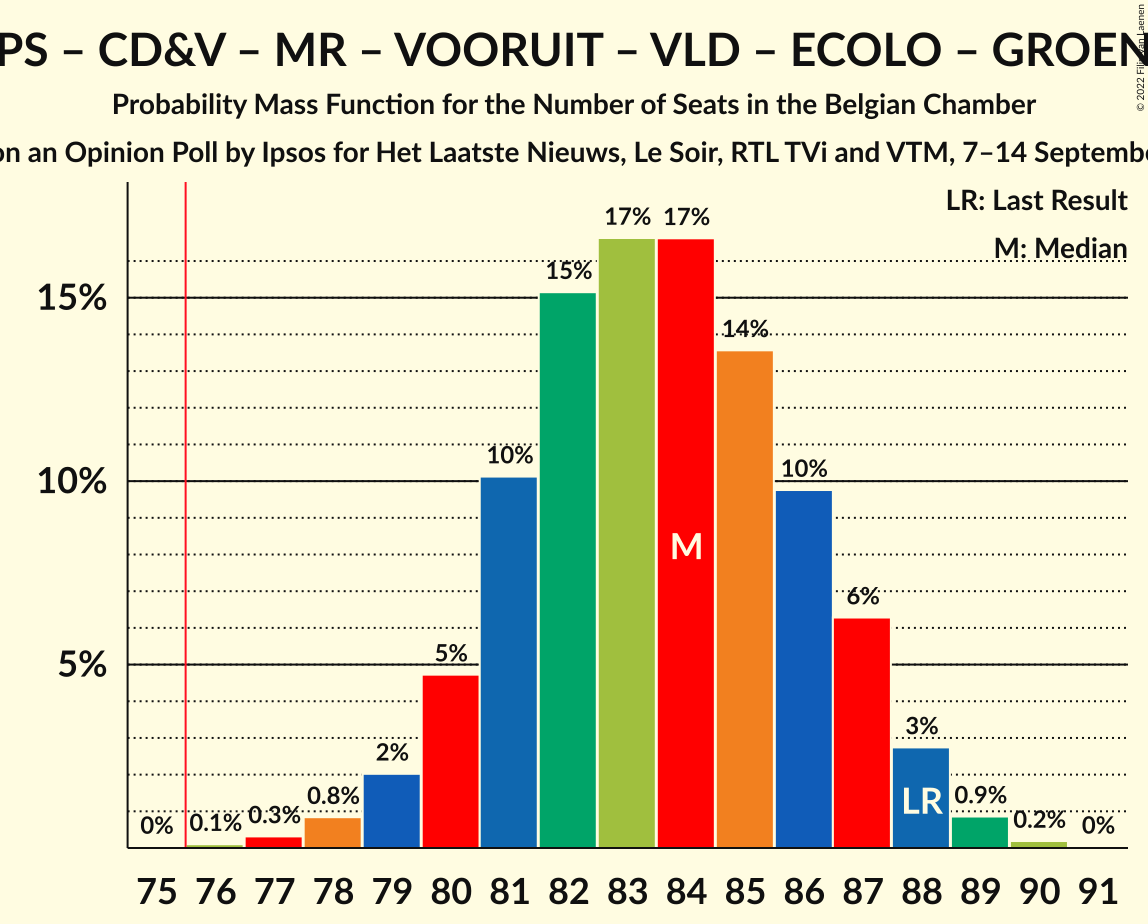 PS – CD&V – MR – VOORUIT – VLD – ECOLO – GROEN
© 2022 Filip van Laenen
Probability Mass Function for the Number of Seats in the Belgian Chamber
on an Opinion Poll by Ipsos for Het Laatste Nieuws, Le Soir, RTL TVi and VTM, 7–14 Septembe
LR: Last Result
M: Median
15%
10%
5%
0%
0.1%
0.3%
0.8%
2%
5%
10%
15%
17%
17%
14%
10%
6%
3%
0.9%
0.2%
0%
M
LR
75 76 77 78 79 80 81 82 83 84 85 86 87 88 89 90 91